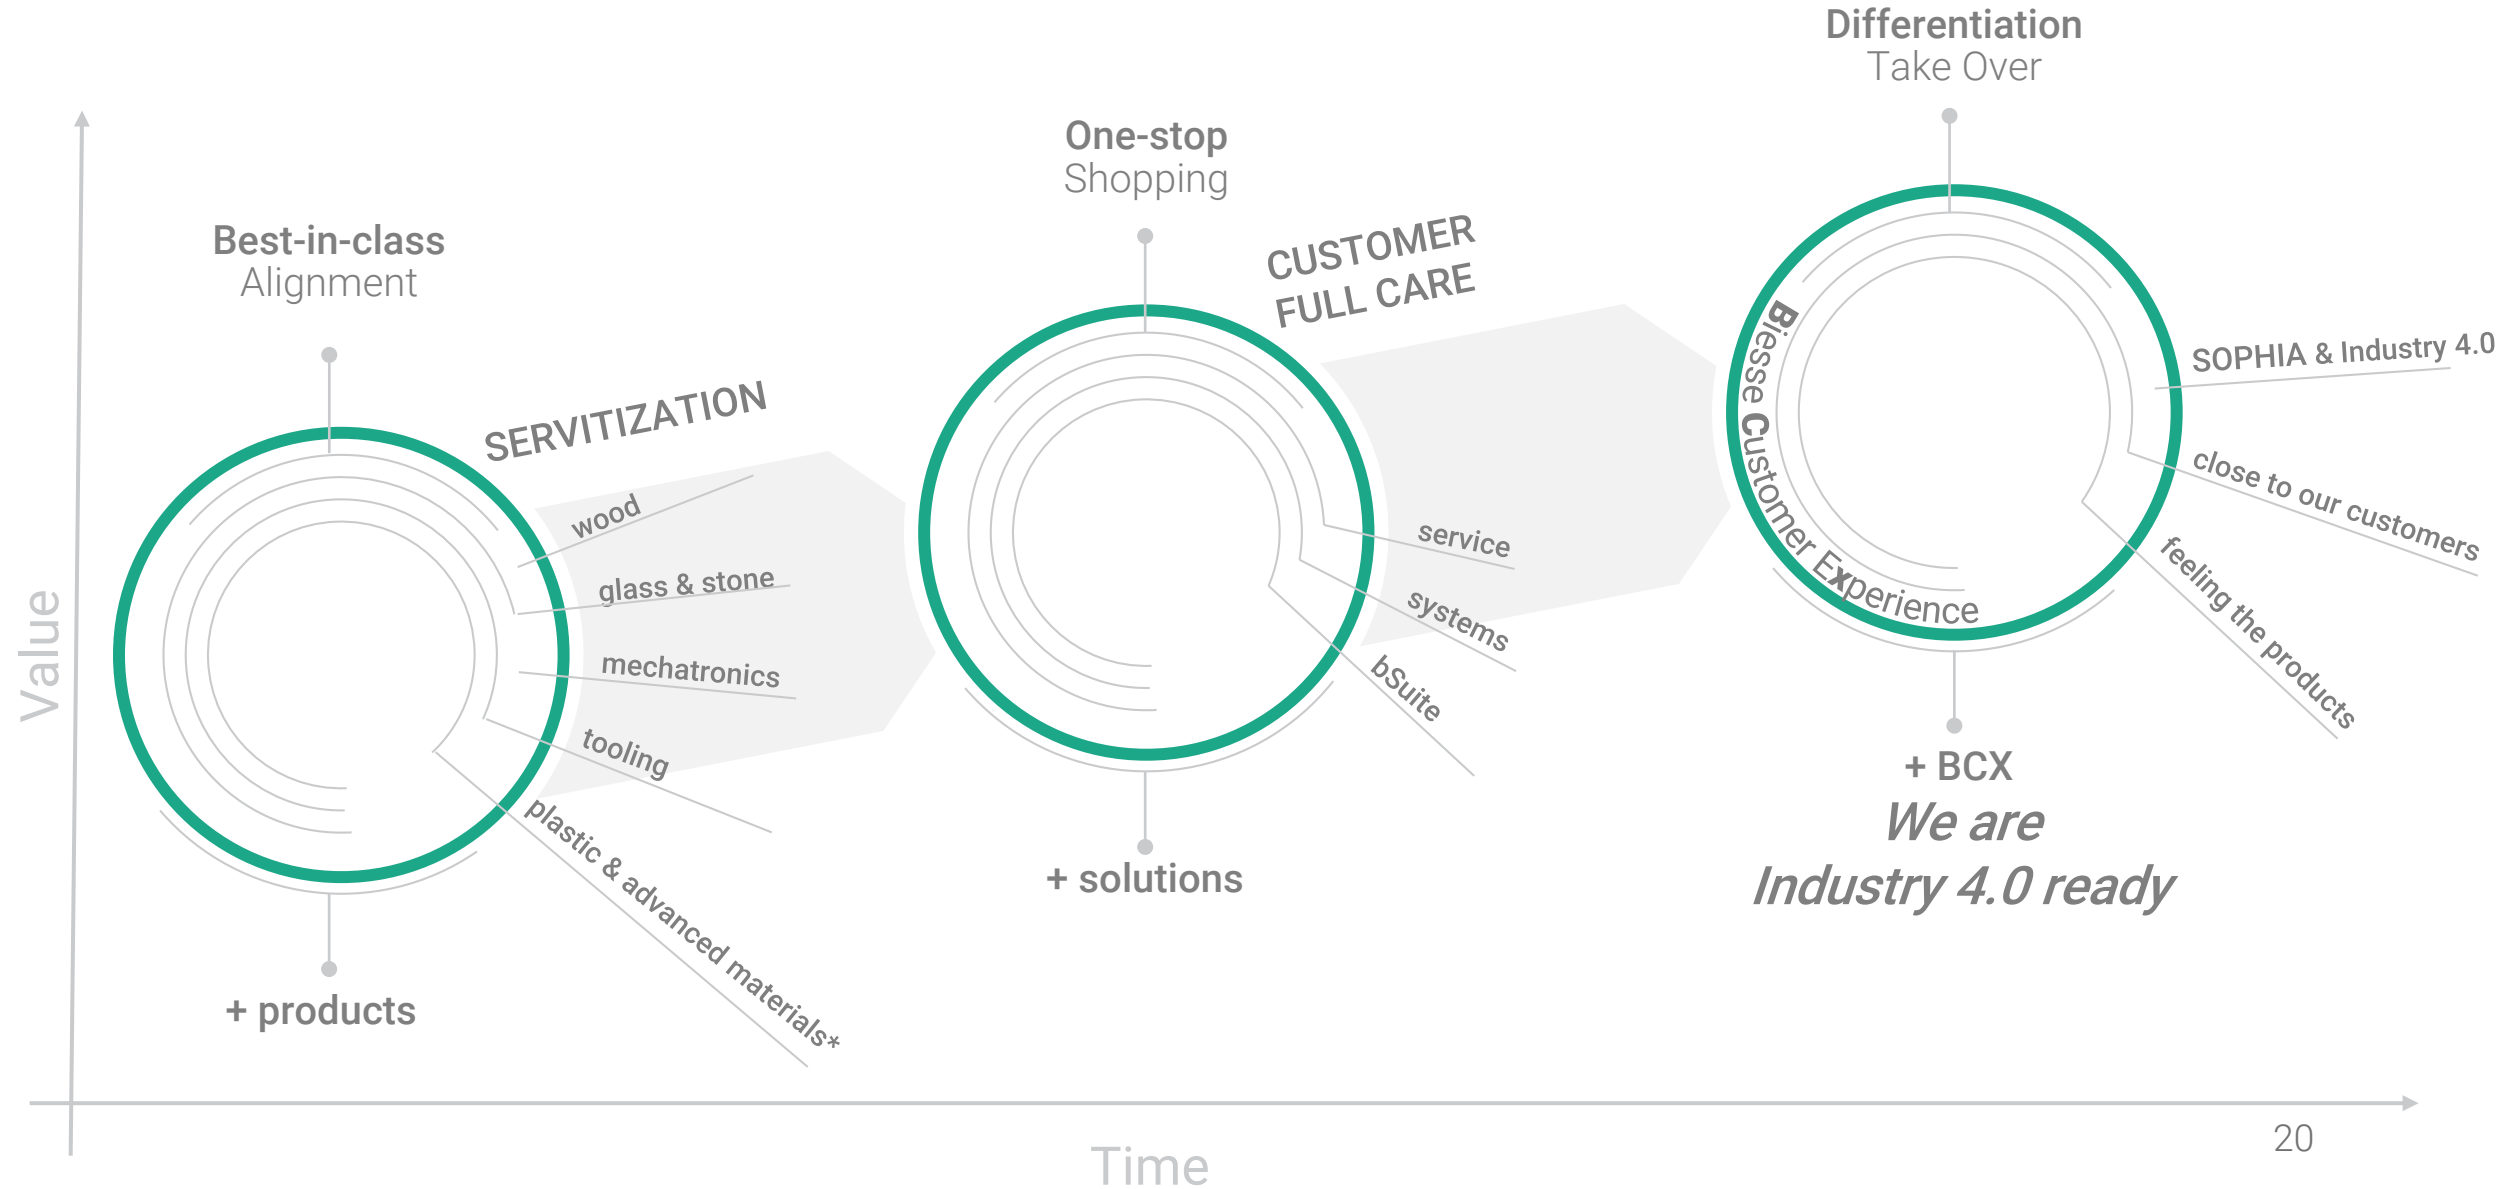 Differentiation
Take Over
One-stop
Shopping
Best-in-class
Alignment
SERVITIZATION
CUSTOMER
FULL CARE
wood
glass & stone
mechatronics
tooling
plastic & advanced materials*
service
systems
bSuite
Biesse Customer Experience
SOPHIA & Industry 4.0
close to our customers
feeling the products
+ products
+ solutions
+ BCX
We are
Industry 4.0 ready
Value
Time
20